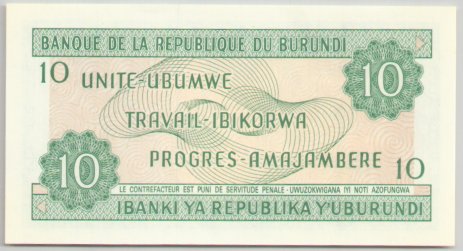 BANQUE DE LA REPUBLIQUE DU BURUNDI
10 UNITE-UBUMWE 10
TRAVAIL-IBIKORWA
10 PROGRES-AMAJAMBERE 10
LE CONTREFACTEUR EST PUNI DE SERVITUDE PENALE - UWUZOKWIGANA IYI NOTI AZOFUNGWA
IBANKI YA REPUBLIKA Y'UBURUNDI